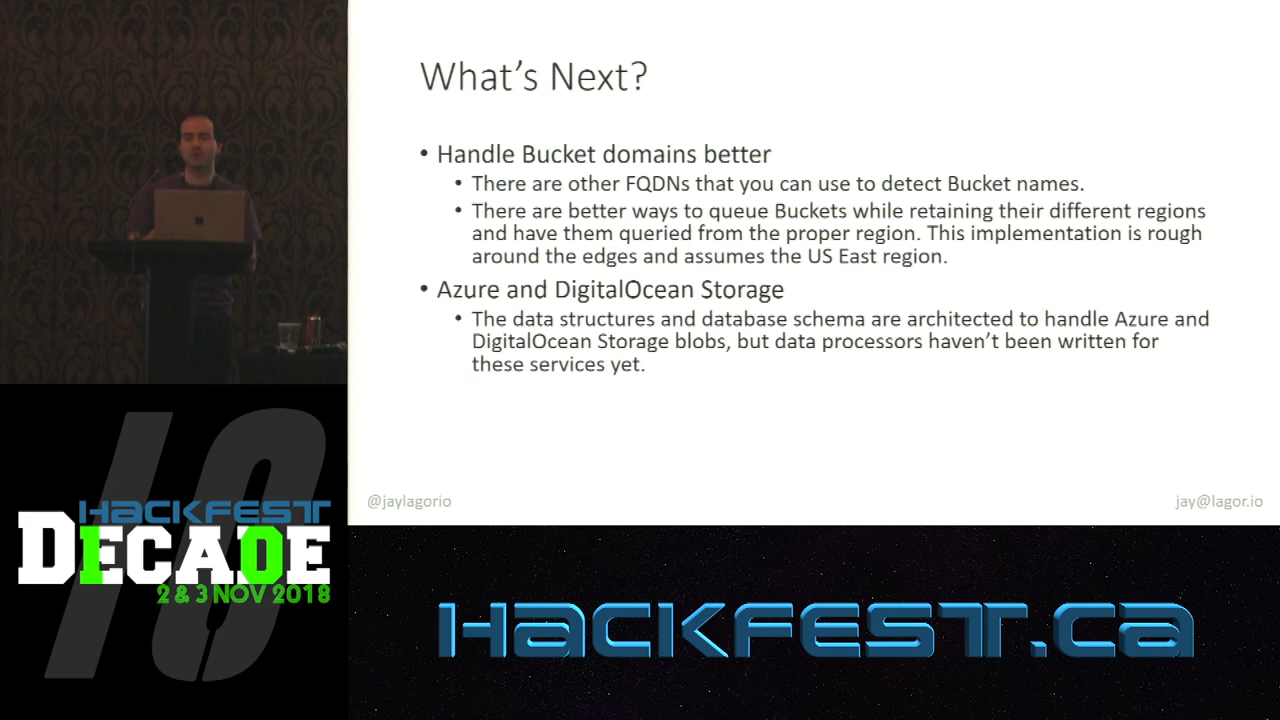 What's Next?
• Handle Bucket domains better
• There are other FQDNs that you can use to detect Bucket names.
• There are better ways to queue Buckets while retaining their different regions
and have them queried from the proper region. This implementation is rough
around the edges and assumes the US East region.
• Azure and DigitalOcean Storage
• The data structures and database schema are architected to handle Azure and
DigitalOcean Storage blobs, but data processors haven't been written for
these services yet.
@jaylagorio
jay@lagor.io
10
HACKFEST
DECADE
2 & 3 NOV 2018
HACKFEST.Ca